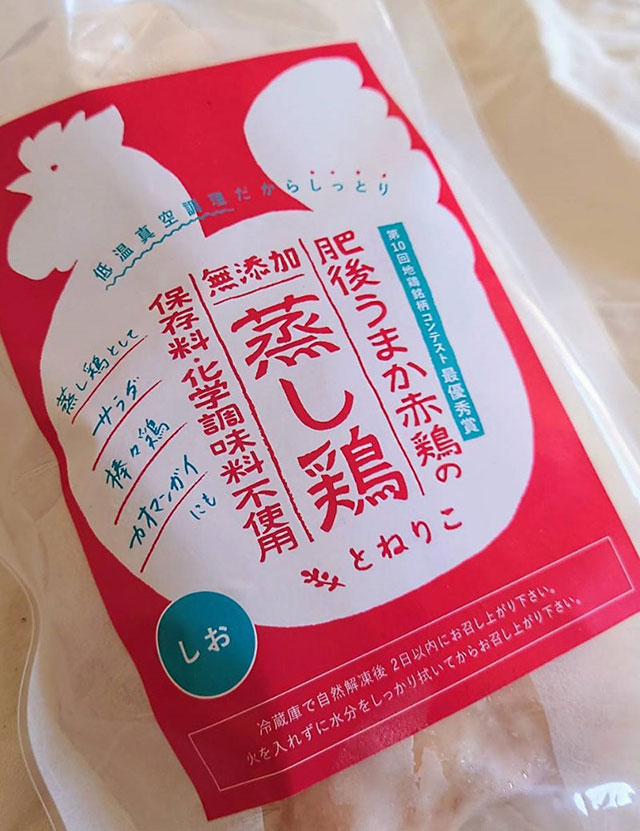 低温真空調理だからしっとり
第10回地鶏銘柄コンテスト最優秀賞
肥後うまか赤鶏の
無添加
蒸し鶏
保存料・化学調味料不使用
とねりこ
蒸し鶏として
サラダ
棒々鶏
カオマンガイ
にも
しお
冷蔵庫で自然解凍後 2日以内にお召し上がり下さい。
火を入れずに水分をしっかり拭いてからお召し上がり下さい。